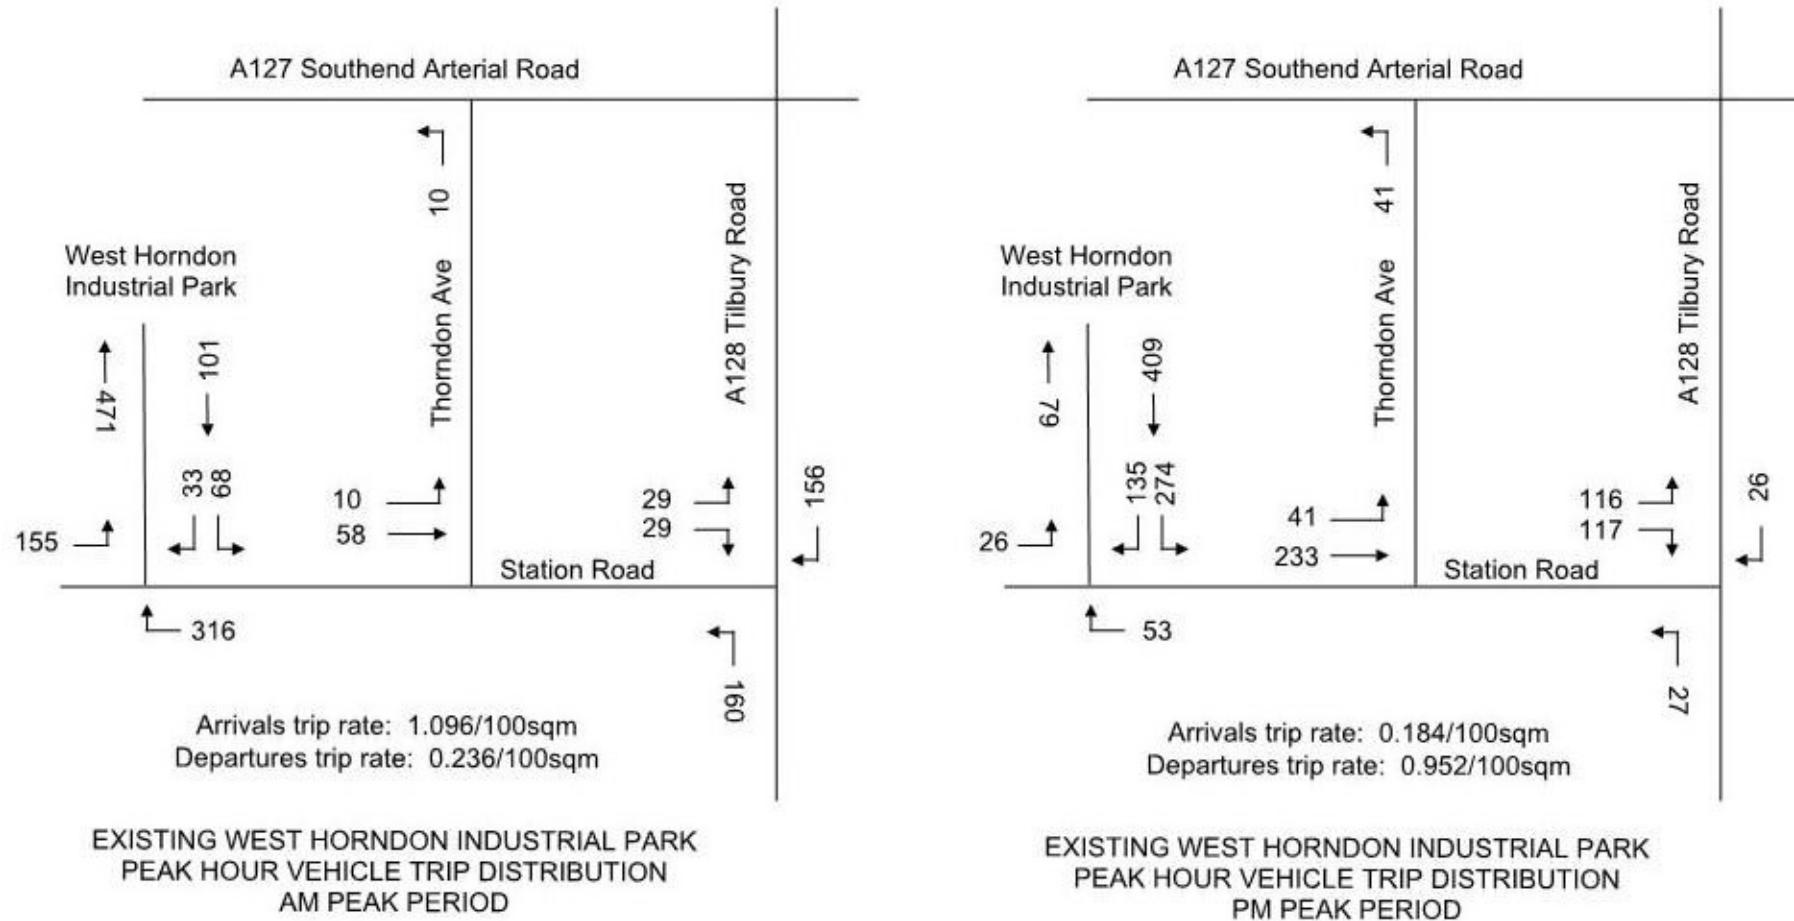 A127 Southend Arterial Road
10
West Horndon
Industrial Park
Thorndon Ave
A128 Tilbury Road
471
101
33
68
155
10
58
29
29
156
Station Road
316
160
Arrivals trip rate: 1.096/100sqm
Departures trip rate: 0.236/100sqm
EXISTING WEST HORNDON INDUSTRIAL PARK
PEAK HOUR VEHICLE TRIP DISTRIBUTION
AM PEAK PERIOD
A127 Southend Arterial Road
41
West Horndon
Industrial Park
Thorndon Ave
A128 Tilbury Road
79
409
135
274
26
41
233
116
117
26
Station Road
53
27
Arrivals trip rate: 0.184/100sqm
Departures trip rate: 0.952/100sqm
EXISTING WEST HORNDON INDUSTRIAL PARK
PEAK HOUR VEHICLE TRIP DISTRIBUTION
PM PEAK PERIOD